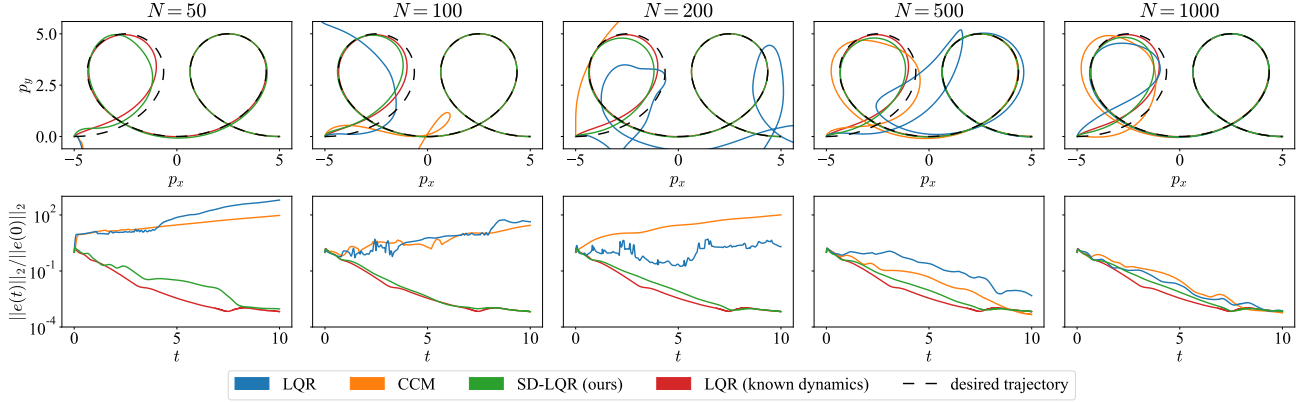 N = 50
N = 100
N = 200
N = 500
N = 1000
5.0
2.5
0.0
p_y
−5 0 5
−5 0 5
−5 0 5
−5 0 5
−5 0 5
p_x
p_x
p_x
p_x
p_x
10^2
10^{-1}
10^{-4}
||e(t)||_2/||e(0)||_2
0 5 10
0 5 10
0 5 10
0 5 10
0 5 10
t
t
t
t
t
LQR CCM SD-LQR (ours) LQR (known dynamics) desired trajectory